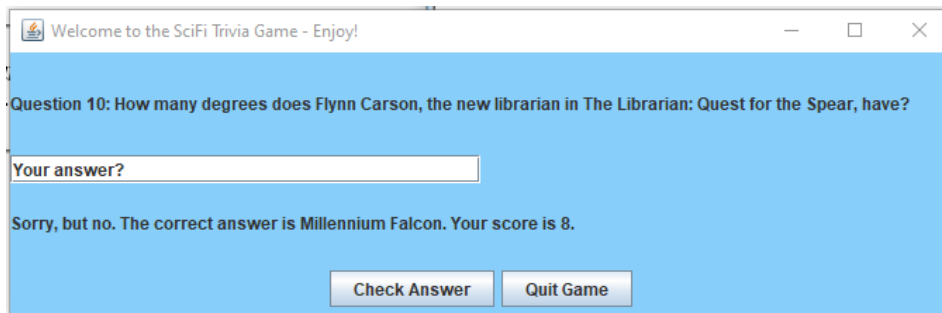 Welcome to the SciFi Trivia Game - Enjoy!
Question 10: How many degrees does Flynn Carson, the new librarian in The Librarian: Quest for the Spear, have?
Your answer?
Sorry, but no. The correct answer is Millennium Falcon. Your score is 8.
Check Answer Quit Game